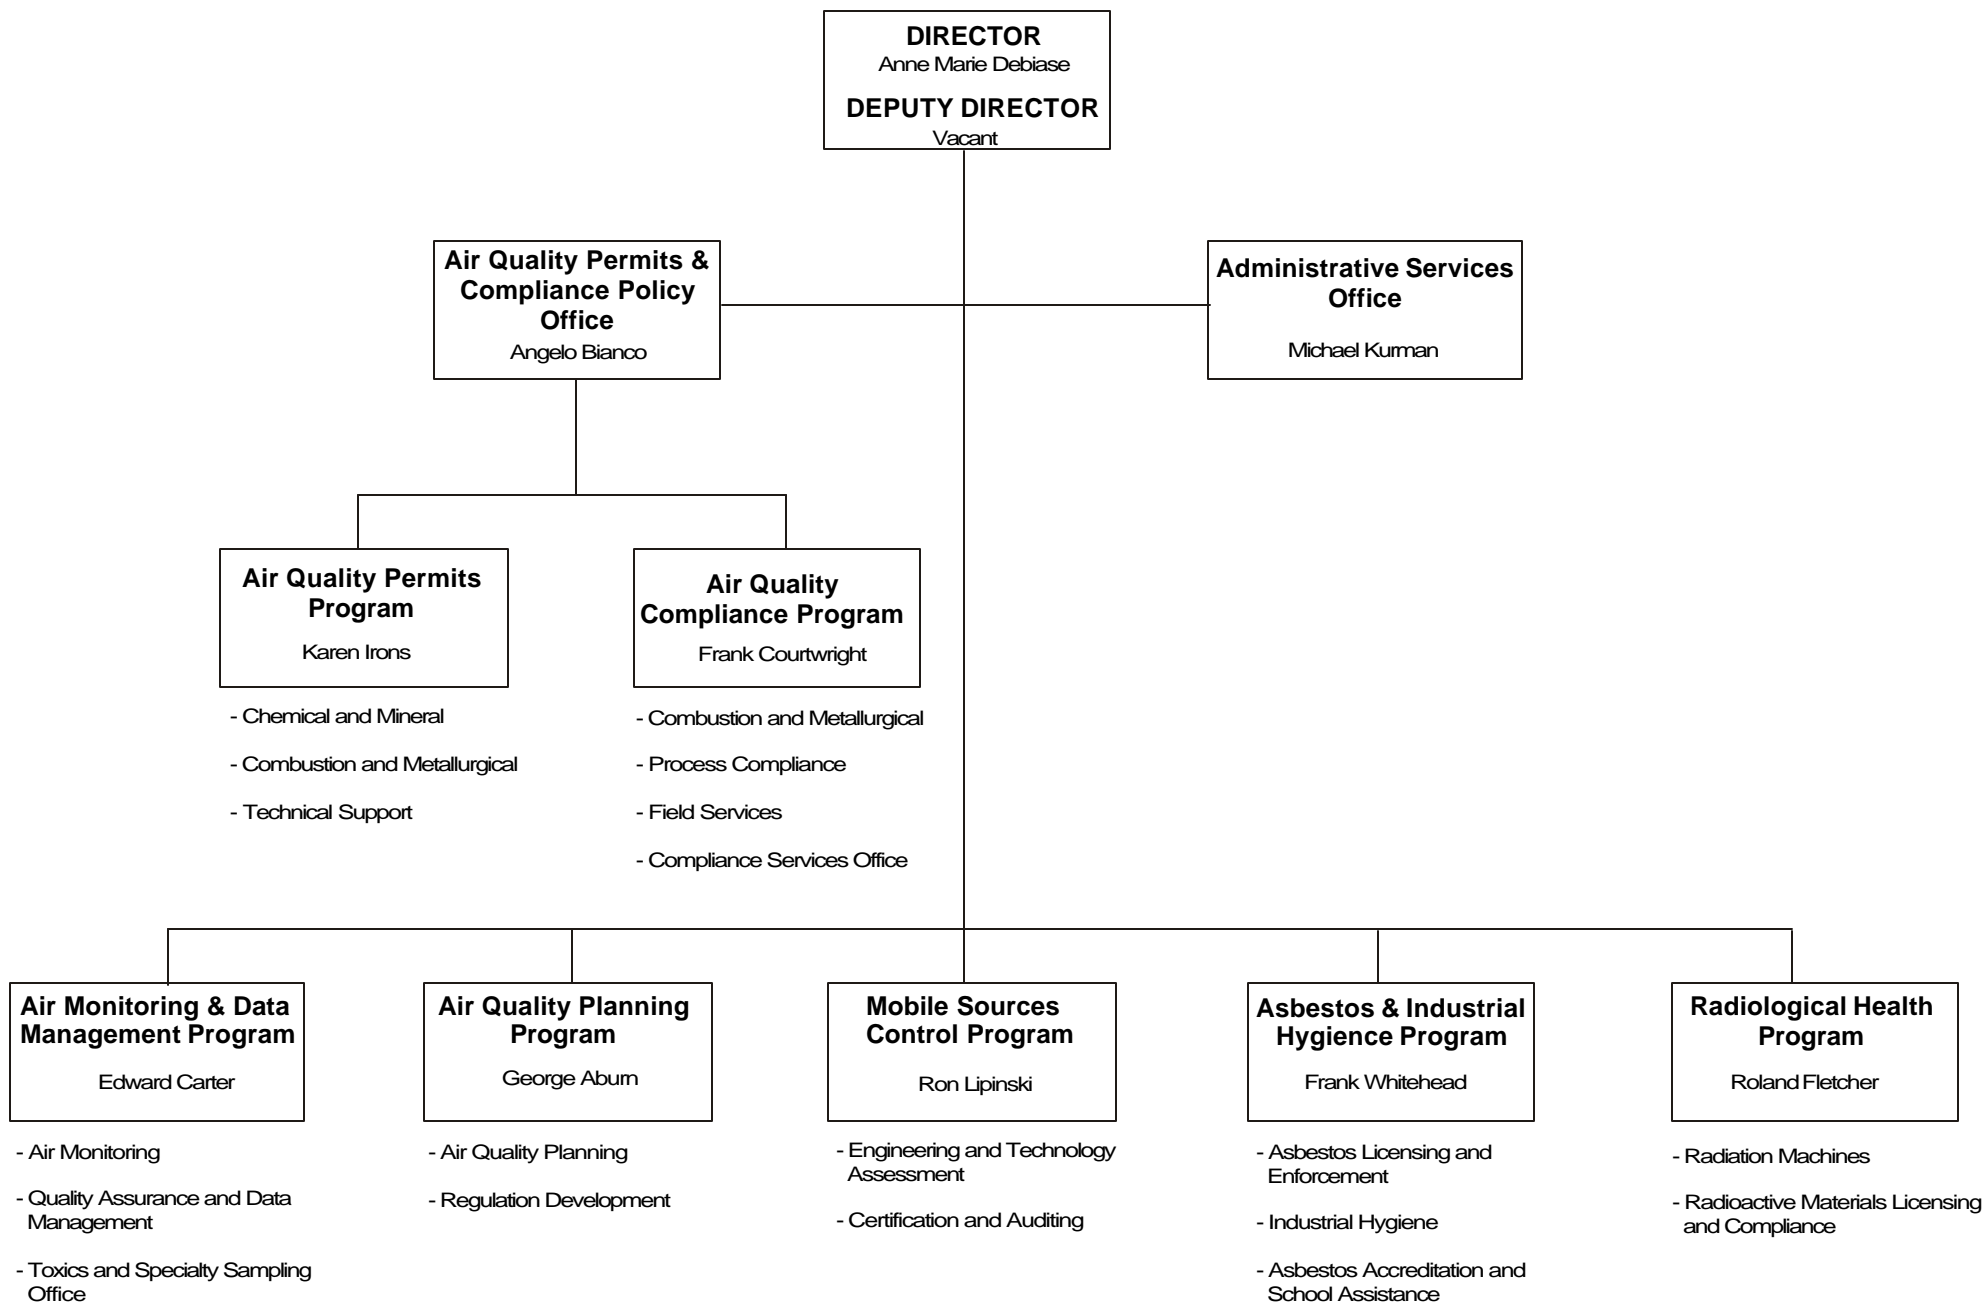 DIRECTOR
Anne Marie Debiase
DEPUTY DIRECTOR
Vacant
Air Quality Permits &
Compliance Policy
Office
Angelo Bianco
Administrative Services
Office
Michael Kurman
Air Quality Permits
Program
Karen Irons
- Chemical and Mineral
- Combustion and Metallurgical
- Technical Support
Air Quality
Compliance Program
Frank Courtwright
- Combustion and Metallurgical
- Process Compliance
- Field Services
- Compliance Services Office
Air Monitoring & Data
Management Program
Edward Carter
- Air Monitoring
- Quality Assurance and Data
Management
- Toxics and Specialty Sampling
Office
Air Quality Planning
Program
George Aburn
- Air Quality Planning
- Regulation Development
Mobile Sources
Control Program
Ron Lipinski
- Engineering and Technology
Assessment
- Certification and Auditing
Asbestos & Industrial
Hygience Program
Frank Whitehead
- Asbestos Licensing and
Enforcement
- Industrial Hygiene
- Asbestos Accreditation and
School Assistance
Radiological Health
Program
Roland Fletcher
- Radiation Machines
- Radioactive Materials Licensing
and Compliance